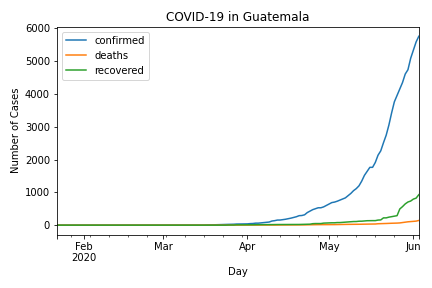 COVID-19 in Guatemala
confirmed
deaths
recovered
Number of Cases
6000
5000
4000
3000
2000
1000
0
Feb
2020
Mar
Apr
May
Jun
Day